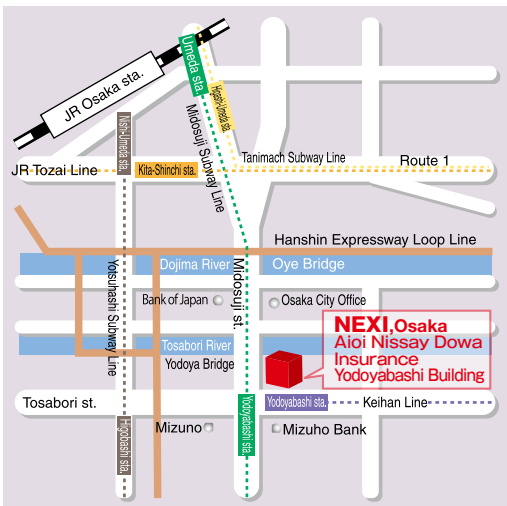 JR Osaka sta.
Umeda sta.
Higashi-Umeda sta.
Nishi-Umeda sta.
Midosuji Subway Line
Tanimach Subway Line
Route 1
JR Tozai Line
Kita-Shinchi sta.
Hanshin Expressway Loop Line
Dojima River
Oye Bridge
Yotsuhashi Subway Line
Midosuji st.
Bank of Japan
Osaka City Office
NEXI,Osaka
Aioi Nissay Dowa
Insurance
Yodoyabashi Building
Tosabori River
Yodoya Bridge
Tosabori st.
Yodoyabashi sta.
Yodoyabashi sta.
Keihan Line
Higobashi sta.
Mizuno
Mizuho Bank